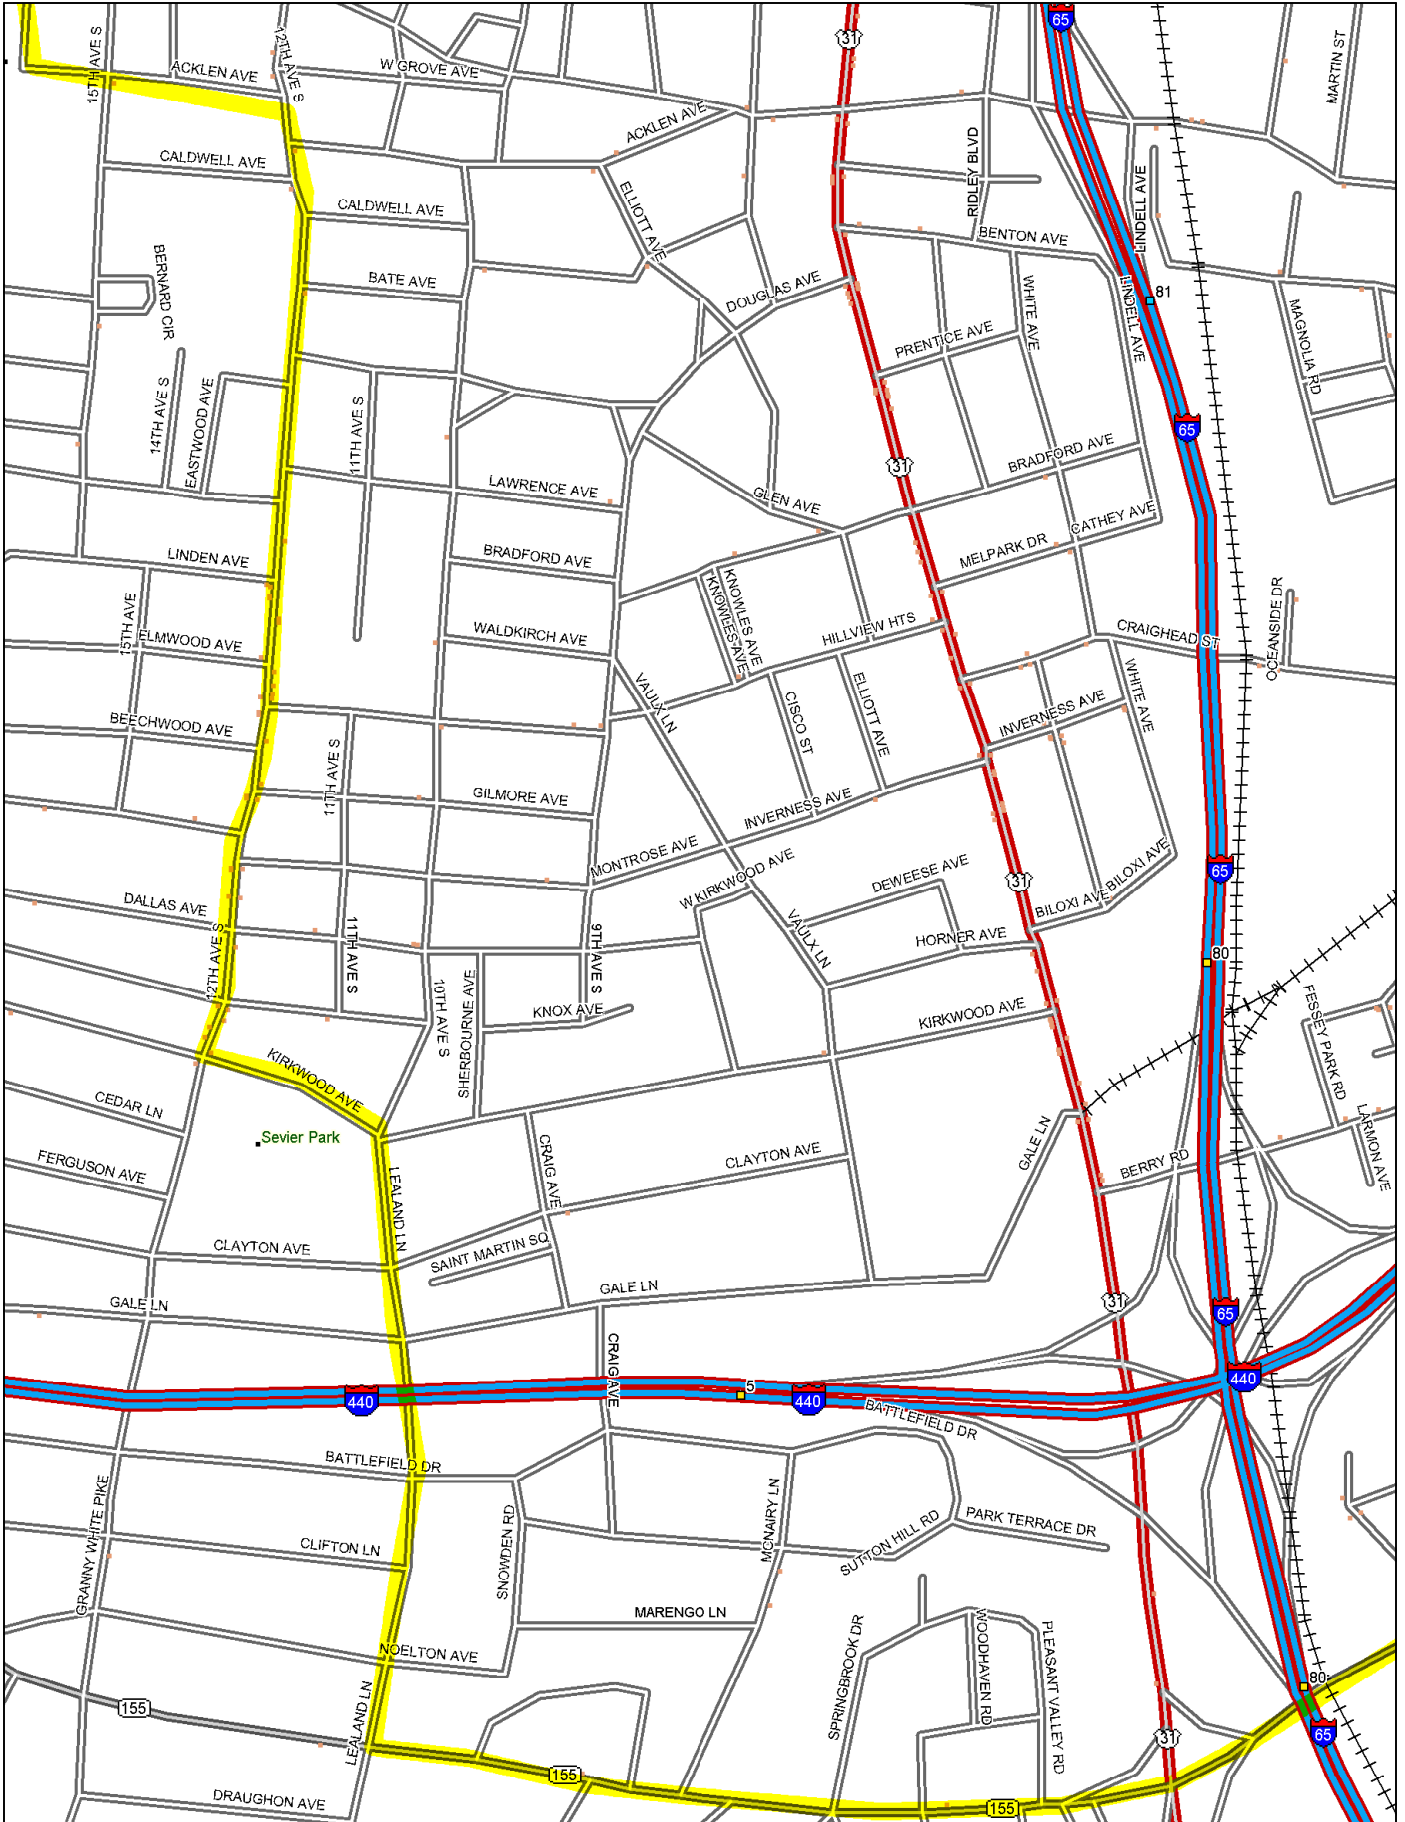 65
31
15TH AVE S
12TH AVE S
ACKLEN AVE
W GROVE AVE
MARTIN ST
ACKLEN AVE
CALDWELL AVE
RIDLEY BLVD
LINDELL AVE
CALDWELL AVE
ELLIOTT AVE
BENTON AVE
BERNARD CIR
BATE AVE
DOUGLAS AVE
WHITE AVE
LINDELL AVE
81
MAGNOLIA RD
PRENTICE AVE
14TH AVE S
EASTWOOD AVE
11TH AVE S
65
31
BRADFORD AVE
LAWRENCE AVE
GLEN AVE
CATHEY AVE
LINDEN AVE
BRADFORD AVE
MELPARK DR
KNOWLES AVE
KNOWLES AVE
OCEANSIDE DR
15TH AVE
ELMWOOD AVE
WALDKIRCH AVE
HILLVIEW HTS
CRAIGHEAD ST
VAULX LN
CISCO ST
ELLIOTT AVE
WHITE AVE
BEECHWOOD AVE
INVERNESS AVE
11TH AVE S
GILMORE AVE
INVERNESS AVE
MONTROSE AVE
W KIRKWOOD AVE
DEWEESE AVE
31
BILOXI AVE
BILOXI AVE
65
DALLAS AVE
12TH AVE S
11TH AVE S
9TH AVE S
VAULX LN
HORNER AVE
80
10TH AVE S
SHERBOURNE AVE
KNOX AVE
KIRKWOOD AVE
FESSEY PARK RD
KIRKWOOD AVE
CEDAR LN
Sevier Park
LARMON AVE
FERGUSON AVE
CRAIG AVE
CLAYTON AVE
GALE LN
BERRY RD
LEALAND LN
CLAYTON AVE
SAINT MARTIN SQ
GALE LN
GALE LN
31
65
CRAIG AVE
440
5
440
440
BATTLEFIELD DR
BATTLEFIELD DR
GRANNY WHITE PIKE
SNOWDEN RD
MCNAIRY LN
SUTTON HILL RD
PARK TERRACE DR
CLIFTON LN
MARENGO LN
SPRINGBROOK DR
WOODHAVEN RD
PLEASANT VALLEY RD
NOELTON AVE
80
155
LEALAND LN
31
65
155
DRAUGHON AVE
155